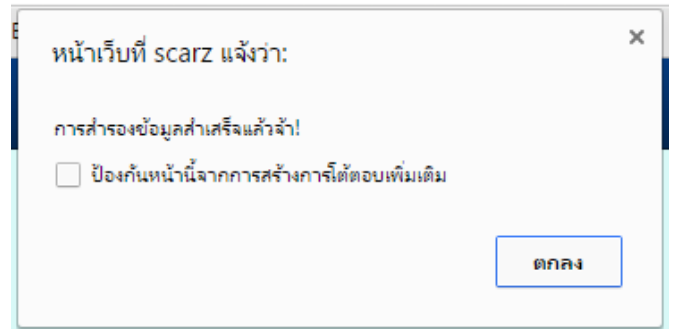 หน้าเว็บที่ scarz แจ้งว่า:
การสำรองข้อมูลสำเสร็จแล้วจ้า!
ป้องกันหน้านี้จากการสร้างการโต้ตอบเพิ่มเติม
ตกลง